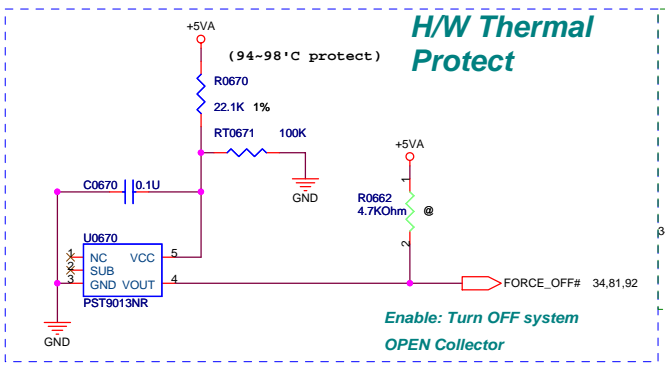 H/W Thermal
Protect
+5VA
(94~98'C protect)
R0670
22.1K 1%
RT0671 100K
+5VA
GND
C0670 0.1U
R0662
4.7KOhm @
1
2
U0670
1 NC VCC 5
2 SUB
3 GND VOUT 4
PST9013NR
FORCE_OFF# 34,81,92
GND
Enable: Turn OFF system
OPEN Collector
3